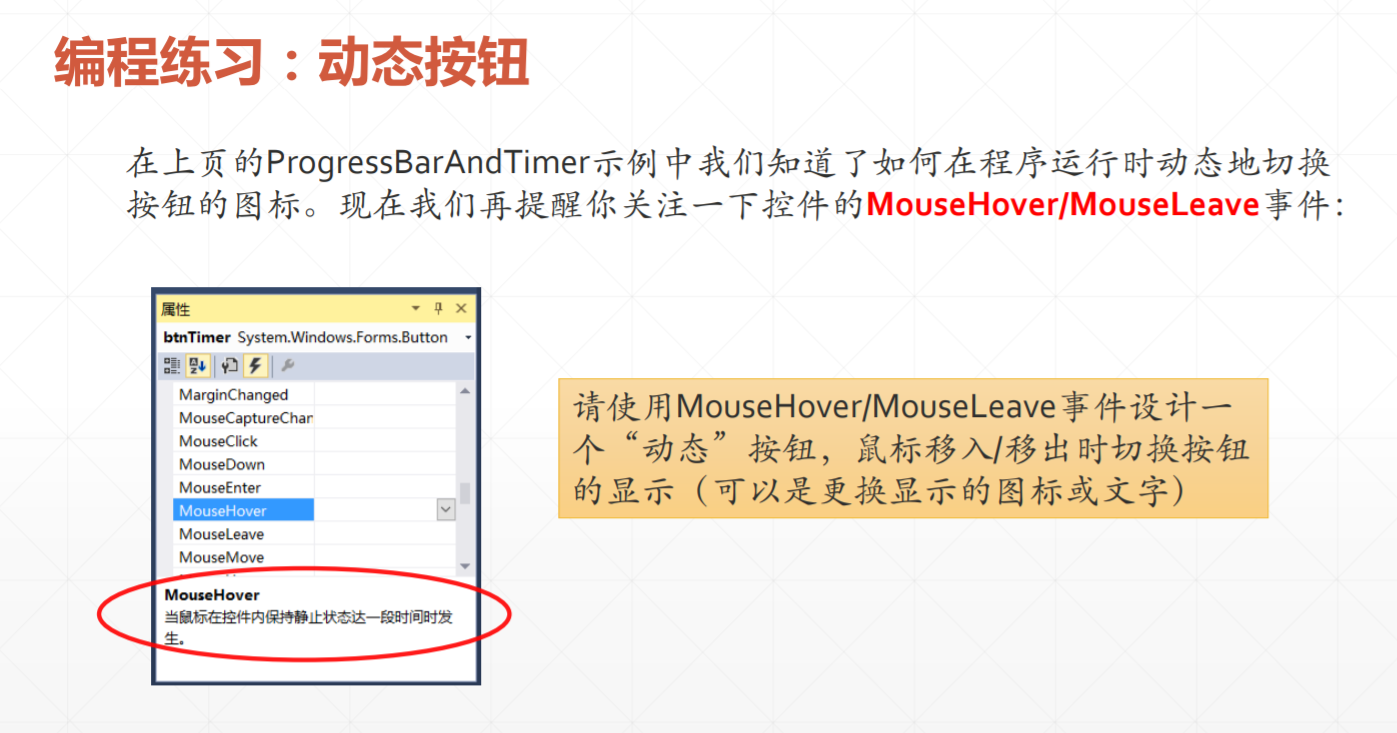 编程练习：动态按钮
在上页的ProgressBarAndTimer示例中我们知道了如何在程序运行时动态地切换
按钮的图标。现在我们再提醒你关注一下控件的MouseHover/MouseLeave事件：
属性
btnTimer System.Windows.Forms.Button
MarginChanged
MouseCaptureChan
MouseClick
MouseDown
MouseEnter
MouseHover
MouseLeave
MouseMove
MouseHover
当鼠标在控件内保持静止状态达一段时间时发
生。
请使用MouseHover/MouseLeave事件设计一
个“动态”按钮，鼠标移入/移出时切换按钮
的显示（可以是更换显示的图标或文字）